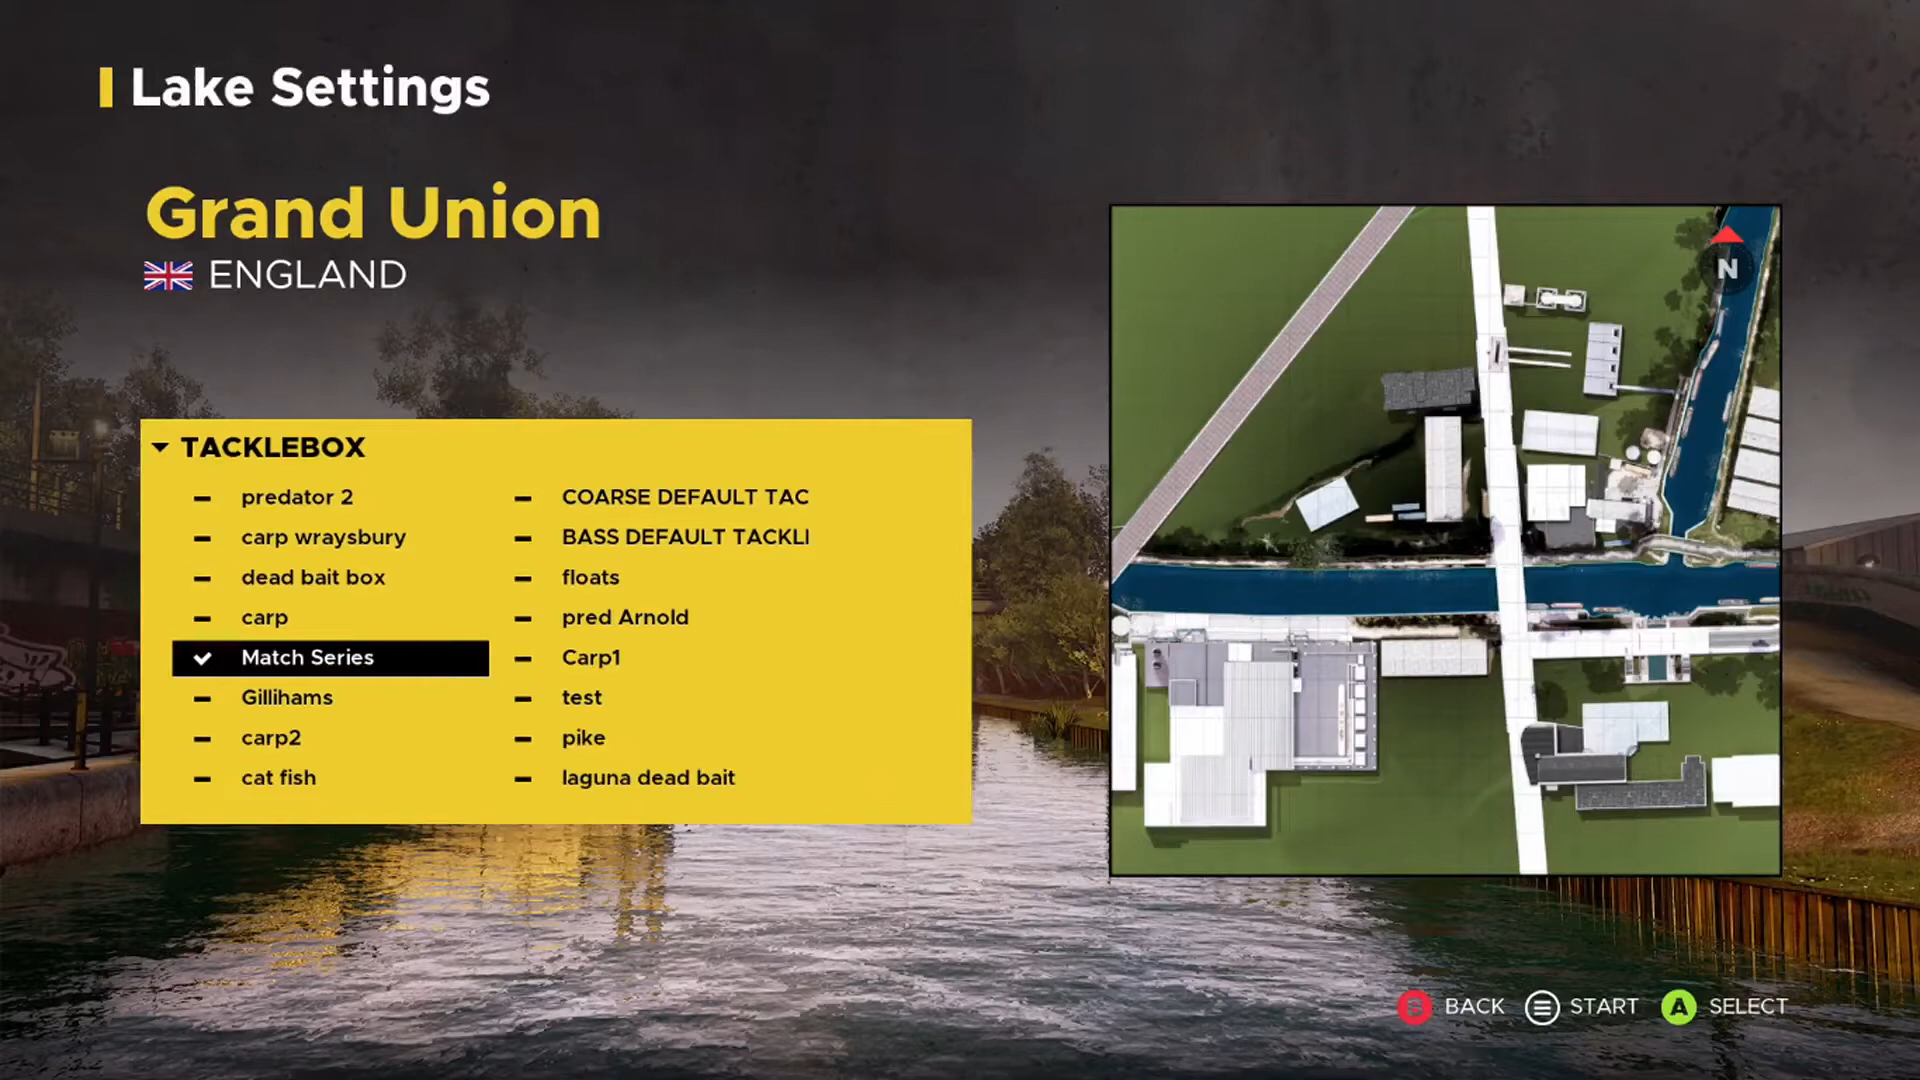 Lake Settings
Grand Union
ENGLAND
TACKLEBOX
predator 2
carp wraysbury
dead bait box
carp
Match Series
Gillihams
carp2
cat fish
COARSE DEFAULT TAC
BASS DEFAULT TACKLI
floats
pred Arnold
Carp1
test
pike
laguna dead bait
N
B BACK
START
A SELECT